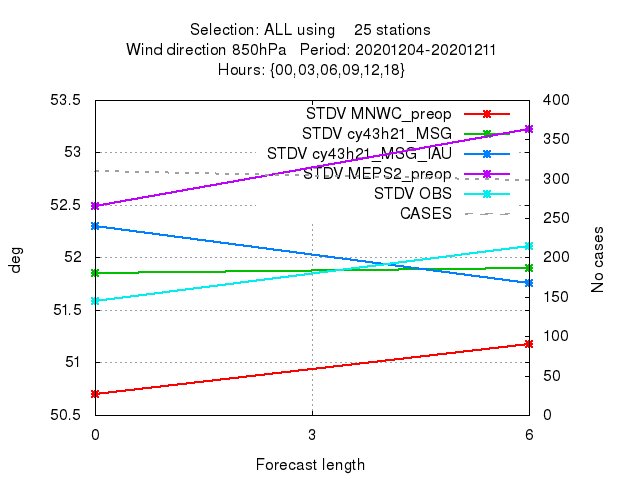 Selection: ALL using 25 stations
Wind direction 850hPa Period: 20201204-20201211
Hours: {00,03,06,09,12,18}
53.5
53
52.5
52
51.5
51
50.5
400
350
300
250
200
150
100
50
0
STDV MNWC_preop
STDV cy43h21_MSG
STDV cy43h21_MSG_IAU
STDV MEPS2_preop
STDV OBS
CASES
deg
No cases
0 3 6
Forecast length